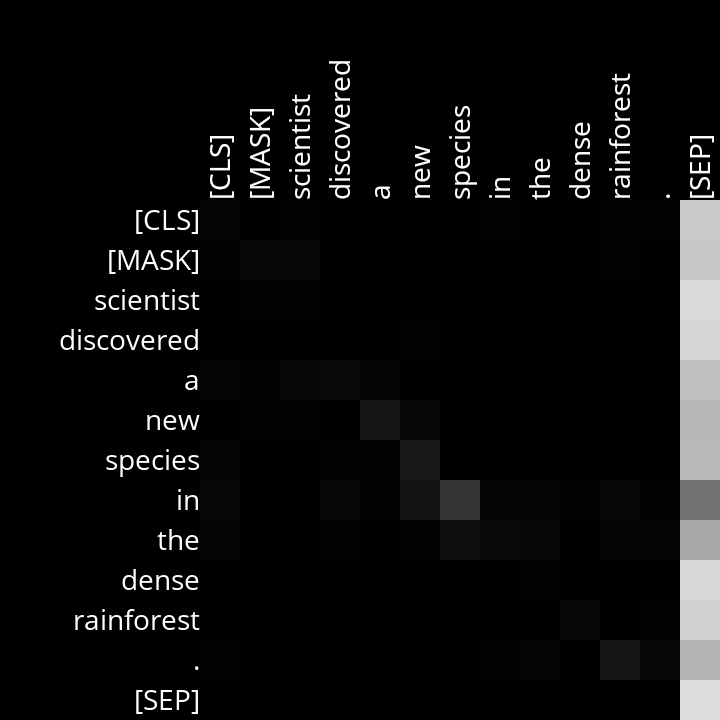 [CLS] [MASK] scientist discovered a new species in the dense rainforest . [SEP]
[CLS]
[MASK]
scientist
discovered
a
new
species
in
the
dense
rainforest
.
[SEP]